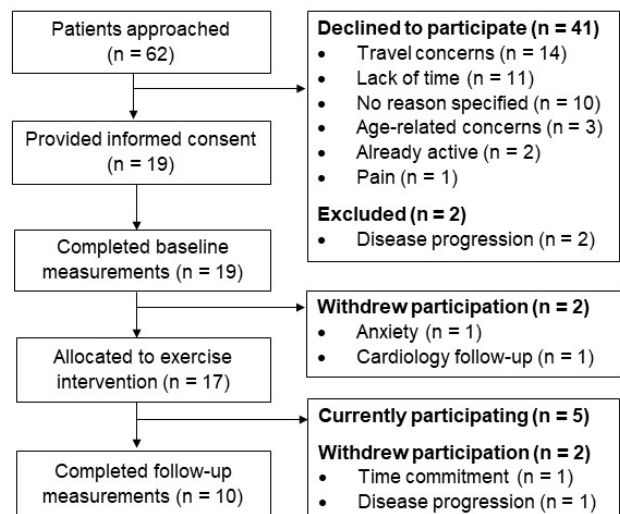 Patients approached
(n = 62)
Declined to participate (n = 41)
• Travel concerns (n = 14)
• Lack of time (n = 11)
• No reason specified (n = 10)
• Age-related concerns (n = 3)
• Already active (n = 2)
• Pain (n = 1)
Excluded (n = 2)
• Disease progression (n = 2)
Provided informed consent
(n = 19)
Completed baseline
measurements (n = 19)
Withdrew participation (n = 2)
• Anxiety (n = 1)
• Cardiology follow-up (n = 1)
Allocated to exercise
intervention (n = 17)
Currently participating (n = 5)
Withdrew participation (n = 2)
• Time commitment (n = 1)
• Disease progression (n = 1)
Completed follow-up
measurements (n = 10)